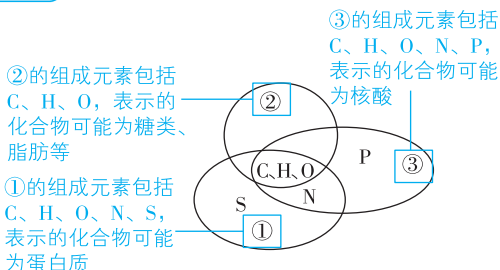 ③的组成元素包括
C、H、O、N、P，
表示的化合物可能
为核酸
②的组成元素包括
C、H、O，表示的
化合物可能为糖类、
脂肪等
②
C、H、O
P
③
①的组成元素包括
C、H、O、N、S，
表示的化合物可能
为蛋白质
S
N
①